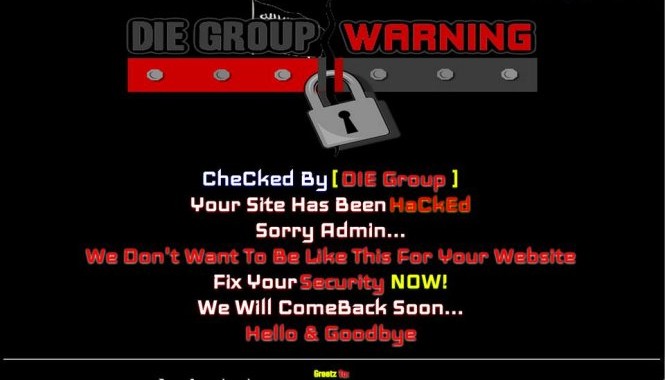 DIE GROUP WARNING
CheCked By [ DIE Group ]
Your Site Has Been HaCkEd
Sorry Admin...
We Don't Want To Be Like This For Your Website
Fix Your Security NOW!
We Will ComeBack Soon...
Hello & Goodbye
Greetz To: